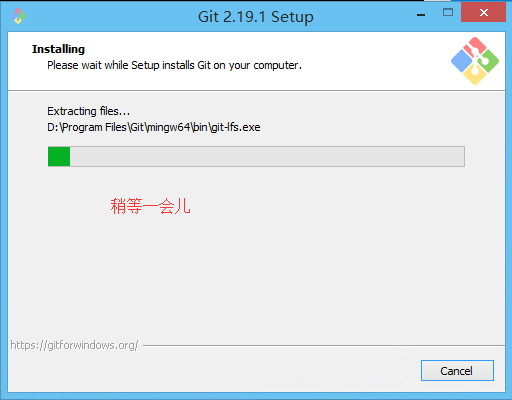 Git 2.19.1 Setup
Installing
Please wait while Setup installs Git on your computer.
Extracting files...
D:\Program Files\Git\mingw64\bin\git-lfs.exe
稍等一会儿
https://gitforwindows.org/
Cancel